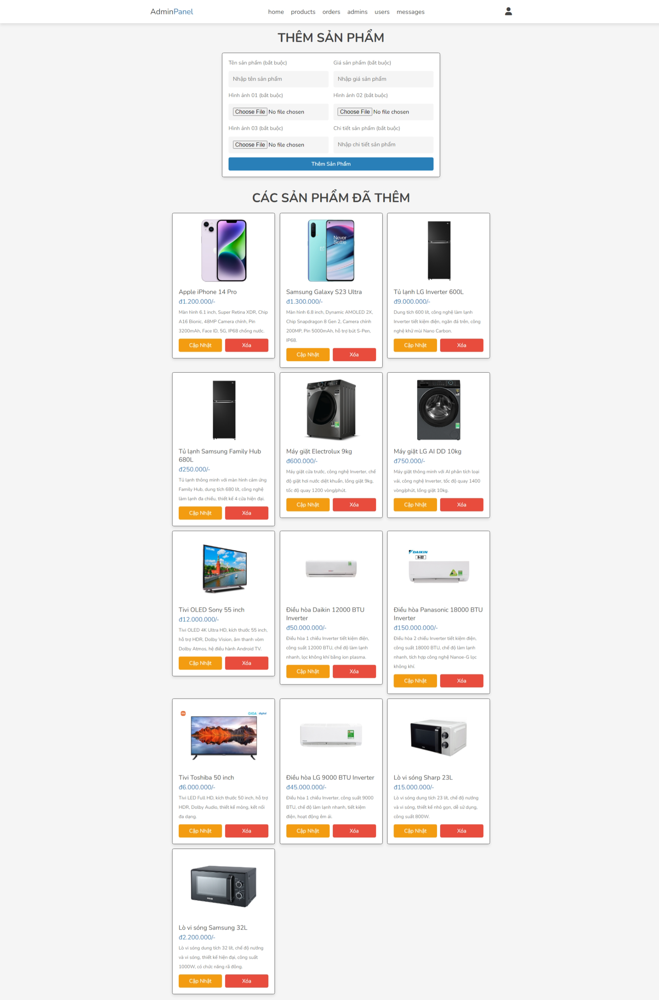 AdminPanel
home products orders admins users messages
THÊM SẢN PHẨM
Tên sản phẩm (bắt buộc)
Giá sản phẩm (bắt buộc)
Nhập tên sản phẩm
Nhập giá sản phẩm
Hình ảnh 01 (bắt buộc)
Hình ảnh 02 (bắt buộc)
Choose File No file chosen
Choose File No file chosen
Hình ảnh 03 (bắt buộc)
Chi tiết sản phẩm (bắt buộc)
Choose File No file chosen
Nhập chi tiết sản phẩm
Thêm Sản Phẩm
CÁC SẢN PHẨM ĐÃ THÊM
Apple iPhone 14 Pro
đ1.200.000/-
Màn hình 6.1 inch, Super Retina XDR, Chip
A16 Bionic, 48MP Camera chính, Pin
3200mAh, Face ID, 5G, IP68 chống nước.
Cập Nhật
Xóa
Never
Settle
Samsung Galaxy S23 Ultra
đ1.300.000/-
Màn hình 6.8 inch, Dynamic AMOLED 2X,
Chip Snapdragon 8 Gen 2, Camera chính
200MP, Pin 5000mAh, hỗ trợ bút S-Pen,
IP68.
Cập Nhật
Xóa
Tủ lạnh LG Inverter 600L
đ9.000.000/-
Dung tích 600 lít, công nghệ làm lạnh
Inverter tiết kiệm điện, ngăn đá trên, công
nghệ khử mùi Nano Carbon.
Cập Nhật
Xóa
Tủ lạnh Samsung Family Hub
680L
đ250.000/-
Tủ lạnh thông minh với màn hình cảm ứng
Family Hub, dung tích 680 lít, công nghệ
làm lạnh đa chiều, thiết kế 4 cửa hiện đại.
Cập Nhật
Xóa
Máy giặt Electrolux 9kg
đ600.000/-
Máy giặt cửa trước, công nghệ Inverter, chế
độ giặt hơi nước diệt khuẩn, lồng giặt 9kg,
tốc độ quay 1200 vòng/phút.
Cập Nhật
Xóa
10
Máy giặt LG AI DD 10kg
đ750.000/-
Máy giặt thông minh với AI phân tích loại
vải, công nghệ Inverter, tốc độ quay 1400
vòng/phút, lồng giặt 10kg.
Cập Nhật
Xóa
Tivi OLED Sony 55 inch
đ12.000.000/-
Tivi OLED 4K Ultra HD, kích thước 55 inch,
hỗ trợ HDR, Dolby Vision, âm thanh vòm
Dolby Atmos, hệ điều hành Android TV.
Cập Nhật
Xóa
Điều hòa Daikin 12000 BTU
Inverter
đ50.000.000/-
Điều hòa 1 chiều Inverter tiết kiệm điện,
công suất 12000 BTU, chế độ làm lạnh
nhanh, lọc không khí bằng ion plasma.
Cập Nhật
Xóa
DAIKIN
R-32
Điều hòa Panasonic 18000 BTU
Inverter
đ150.000.000/-
Điều hòa 2 chiều Inverter tiết kiệm điện,
công suất 18000 BTU, chế độ làm lạnh
nhanh, tích hợp công nghệ Nanoe-G lọc
không khí.
Cập Nhật
Xóa
GIGA digital
Tivi Toshiba 50 inch
đ6.000.000/-
Tivi LED Full HD, kích thước 50 inch, hỗ trợ
HDR, Dolby Audio, thiết kế mỏng, kết nối
đa dạng.
Cập Nhật
Xóa
Điều hòa LG 9000 BTU Inverter
đ45.000.000/-
Điều hòa 1 chiều Inverter, công suất 9000
BTU, chế độ làm lạnh nhanh, tiết kiệm
điện, hoạt động êm ái.
Cập Nhật
Xóa
Lò vi sóng Sharp 23L
đ15.000.000/-
Lò vi sóng dung tích 23 lít, chế độ nướng
và vi sóng, thiết kế nhỏ gọn, dễ sử dụng,
công suất 800W.
Cập Nhật
Xóa
Lò vi sóng Samsung 32L
đ2.200.000/-
Lò vi sóng dung tích 32 lít, chế độ nướng
và vi sóng, thiết kế hiện đại, công suất
1000W, có chức năng rã đông.
Cập Nhật
Xóa